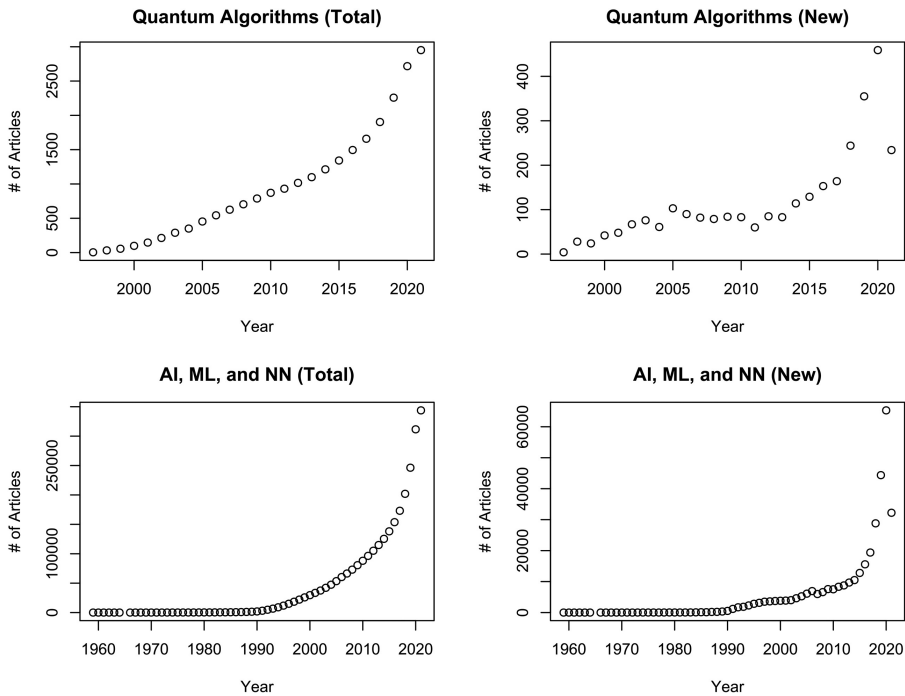 Quantum Algorithms (Total)
# of Articles
0 500 1500 2500
2000 2005 2010 2015 2020
Year
Quantum Algorithms (New)
# of Articles
0 100 200 300 400
2000 2005 2010 2015 2020
Year
AI, ML, and NN (Total)
# of Articles
0 100000 250000
1960 1970 1980 1990 2000 2010 2020
Year
AI, ML, and NN (New)
# of Articles
0 20000 40000 60000
1960 1970 1980 1990 2000 2010 2020
Year